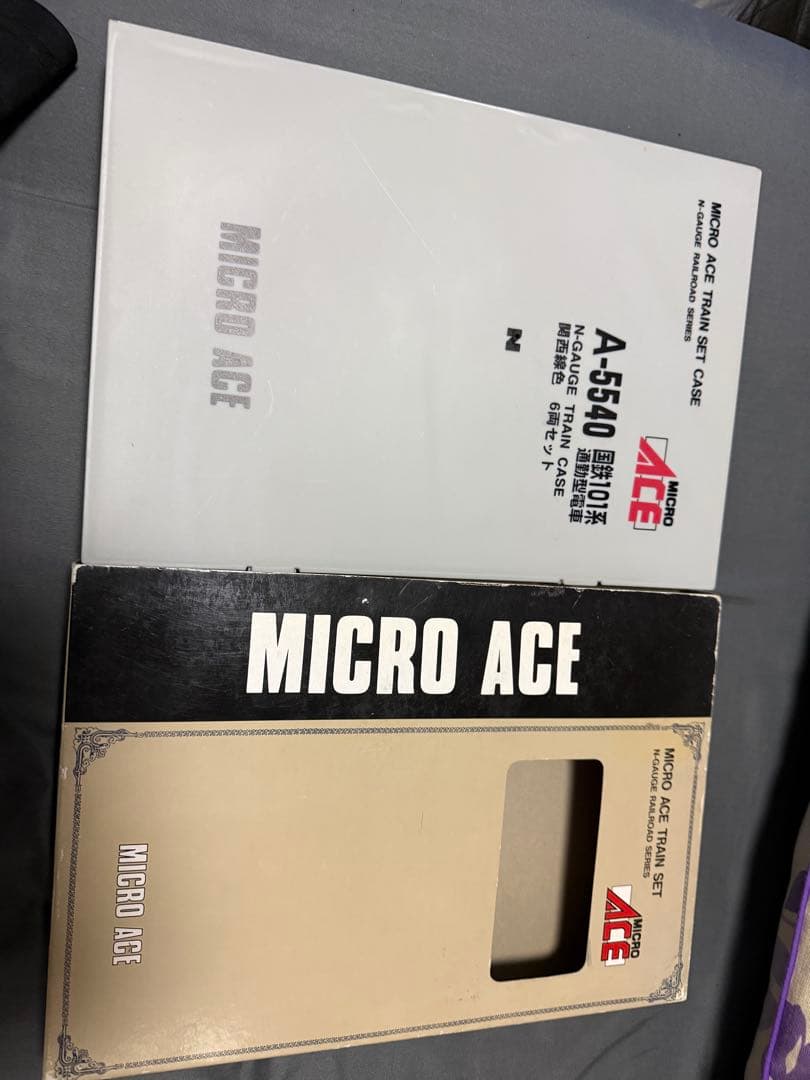 MICRO ACE TRAIN SET CASE
N-GAUGE RAILROAD SERIES
MICRO
ACE
A-5540 国鉄101系
通勤型電車
N-GAUGE TRAIN CASE
関西線色 6両セット
N
MICRO ACE
MICRO ACE
MICRO ACE TRAIN SET
N-GAUGE RAILROAD SERIES
MICRO
ACE
MICRO ACE